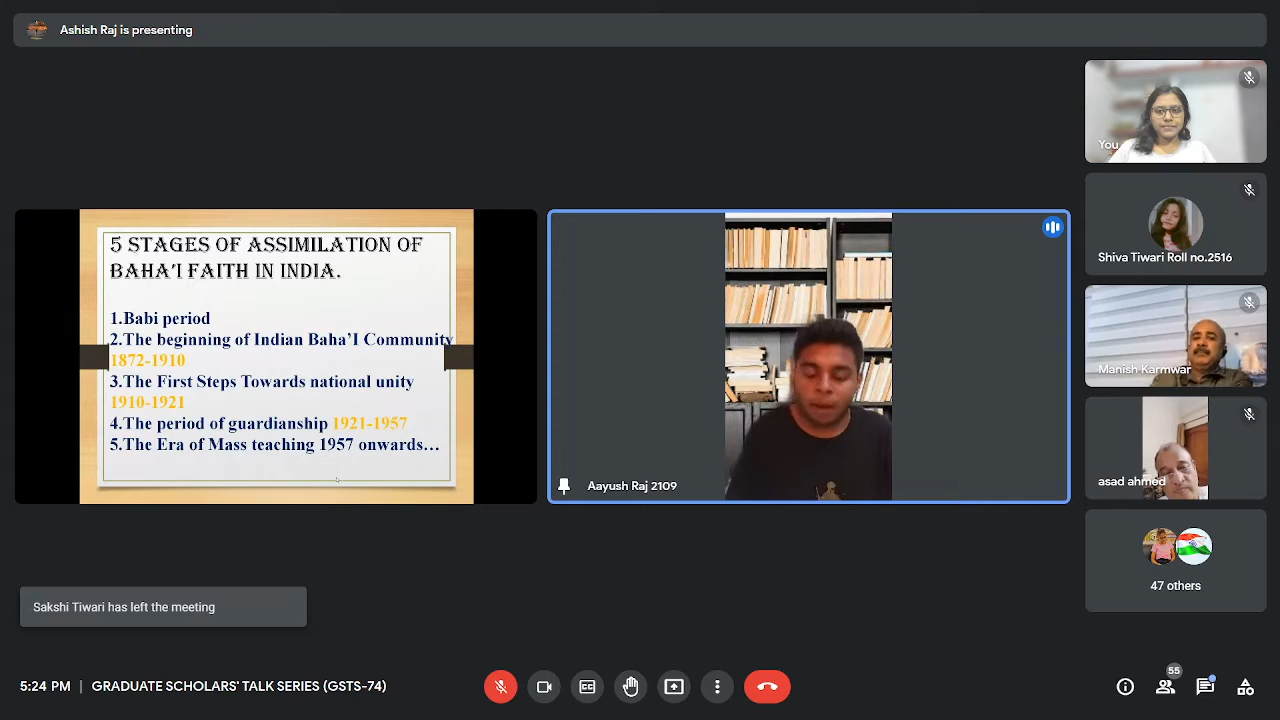 Ashish Raj is presenting
5 STAGES OF ASSIMILATION OF
BAHA'I FAITH IN INDIA.
1.Babi period
2.The beginning of Indian Baha'I Community
1872-1910
3.The First Steps Towards national unity
1910-1921
4.The period of guardianship 1921-1957
5.The Era of Mass teaching 1957 onwards…
Aayush Raj 2109
You
Shiva Tiwari Roll no.2516
Manish Karmwar
asad ahmed
47 others
Sakshi Tiwari has left the meeting
5:24 PM | GRADUATE SCHOLARS' TALK SERIES (GSTS-74)
55